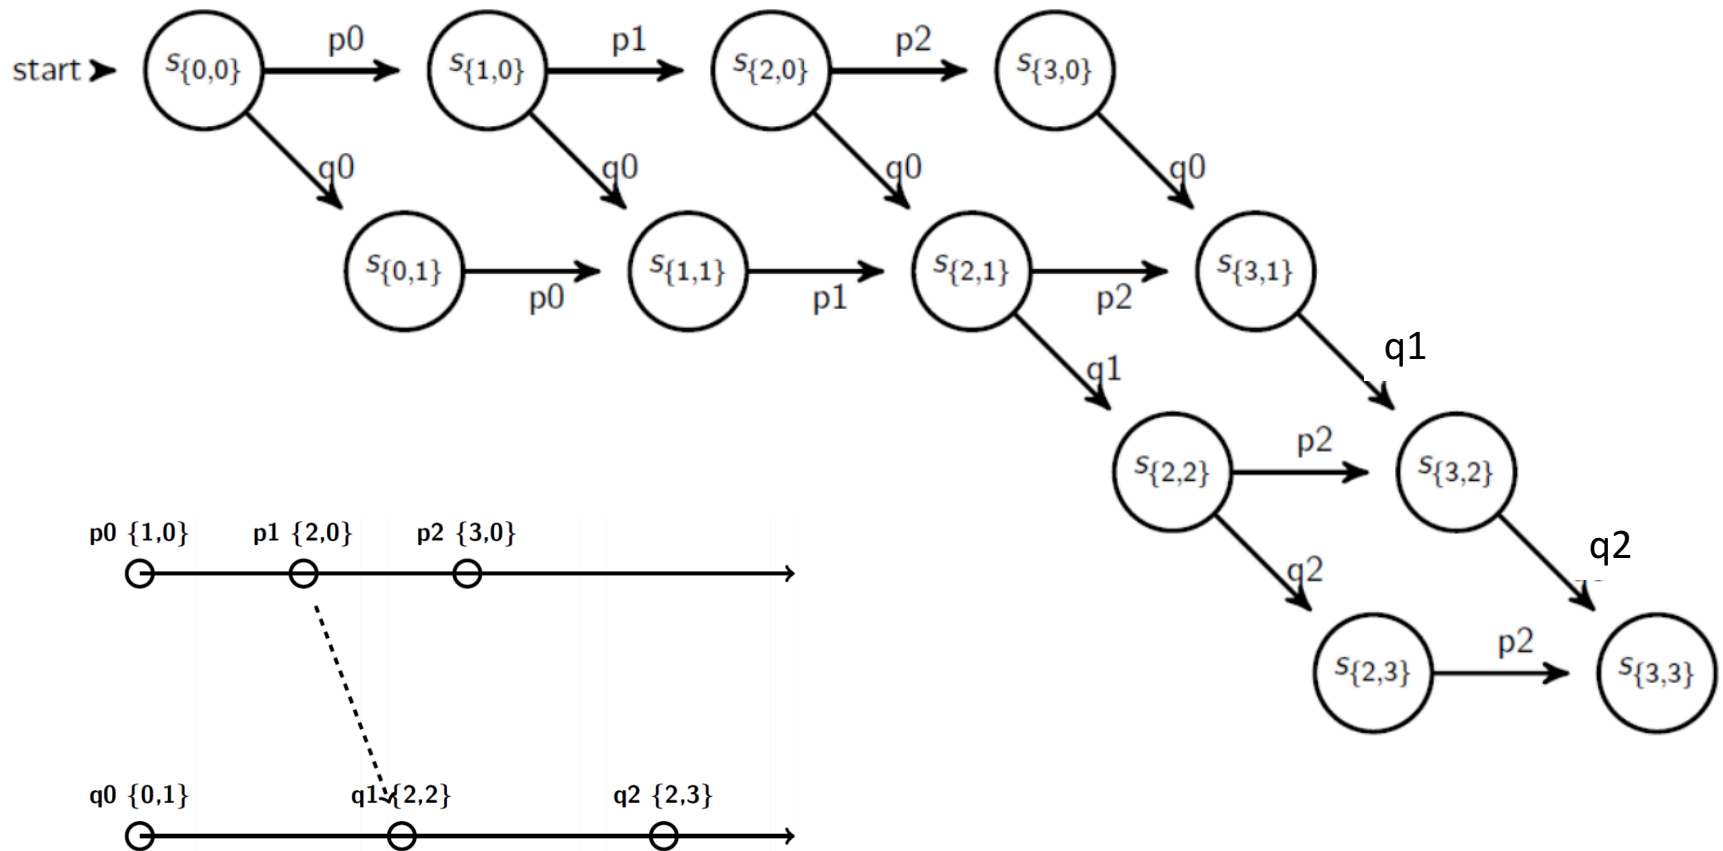 p0 p1 p2
start S{0,0} S{1,0} S{2,0} S{3,0}
q0 q0 q0 q0
S{0,1} S{1,1} S{2,1} S{3,1}
p0 p1 p2
q1 q1
p2
S{2,2} S{3,2}
p0 {1,0} p1 {2,0} p2 {3,0}
q2 q2
p2
S{2,3} S{3,3}
q0 {0,1} q1 {2,2} q2 {2,3}